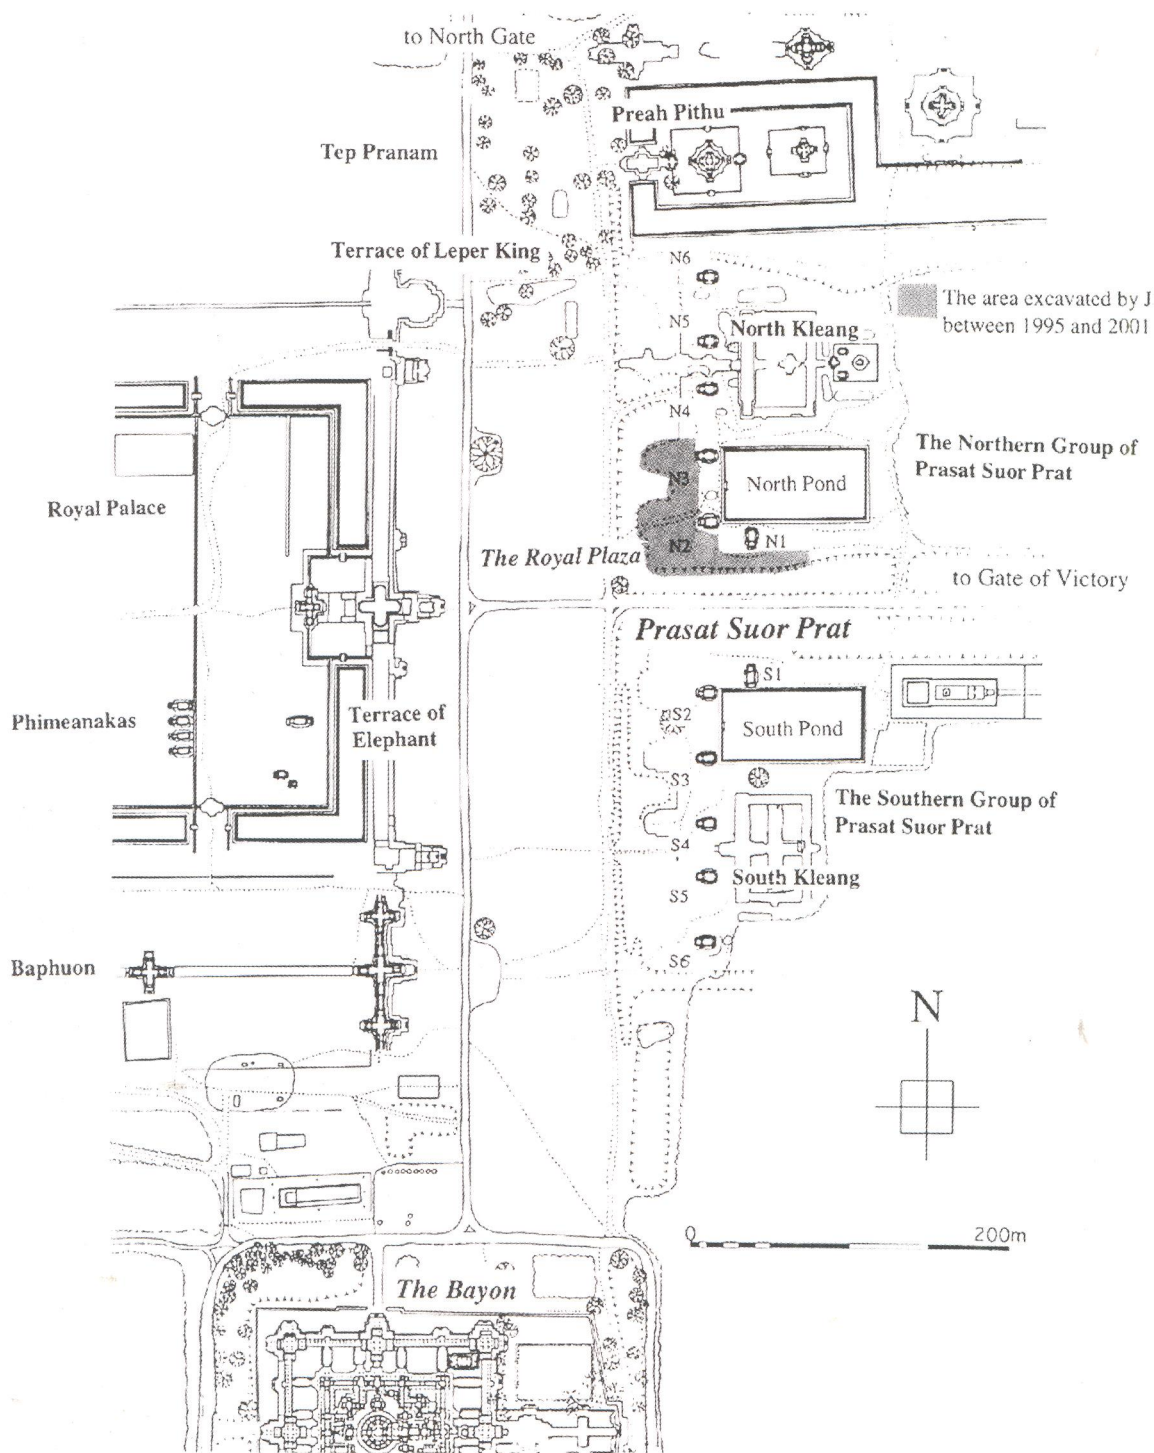 to North Gate
Preah Pithu
Tep Pranam
Terrace of Leper King
N6
The area excavated by J
between 1995 and 2001
N5
North Kleang
N4
The Northern Group of
Prasat Suor Prat
N3
North Pond
Royal Palace
N1
N2
The Royal Plaza
to Gate of Victory
Prasat Suor Prat
S1
Phimeanakas
Terrace of
Elephant
S2
South Pond
S3
The Southern Group of
Prasat Suor Prat
S4
South Kleang
S5
S6
Baphuon
N
0
200m
The Bayon